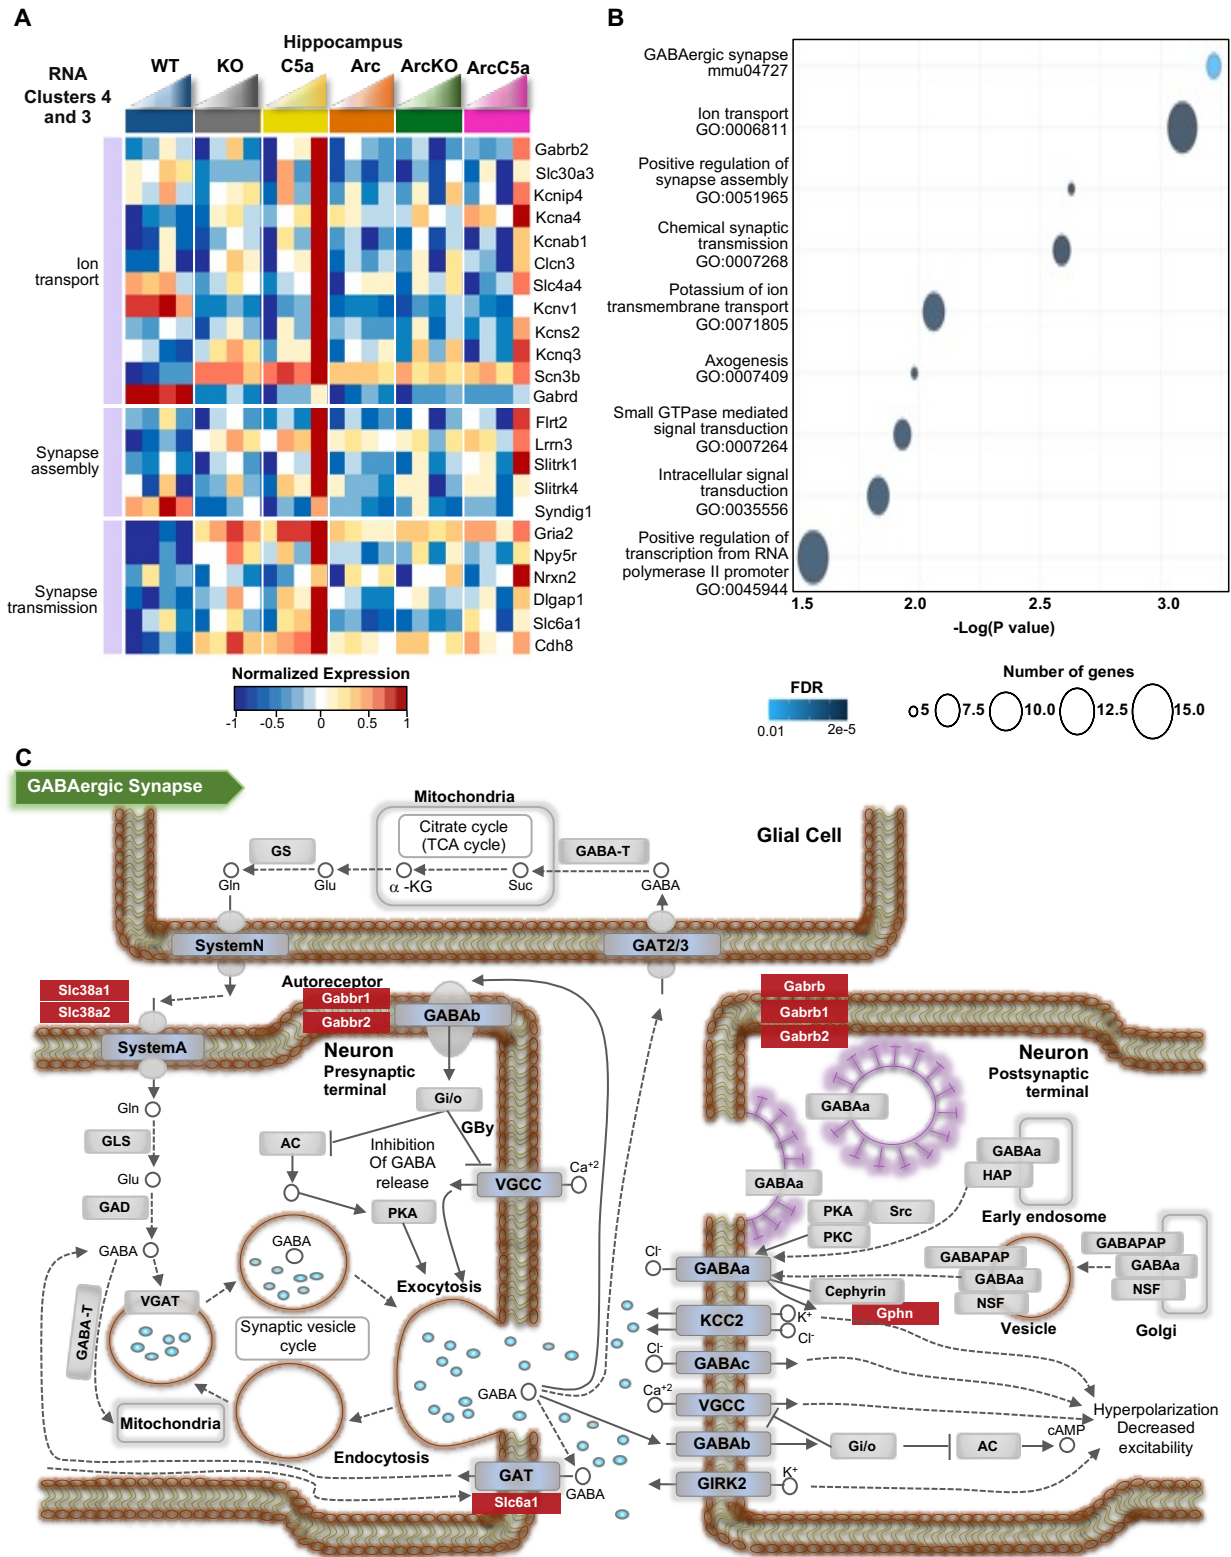 A
Hippocampus
RNA
Clusters 4
and 3
WT
KO
C5a
Arc
ArcKO
ArcC5a
Ion
transport
Gabrb2
Slc30a3
Kcnip4
Kcna4
Kcnab1
Clcn3
Slc4a4
Kcnv1
Kcns2
Kcnq3
Scn3b
Gabrd
Synapse
assembly
Flrt2
Lrrn3
Slitrk1
Slitrk4
Syndig1
Synapse
transmission
Gria2
Npy5r
Nrxn2
Dlgap1
Slc6a1
Cdh8
Normalized Expression
-1
-0.5
0
0.5
1
B
GABAergic synapse
mmu04727
Ion transport
GO:0006811
Positive regulation of
synapse assembly
GO:0051965
Chemical synaptic
transmission
GO:0007268
Potassium of ion
transmembrane transport
GO:0071805
Axogenesis
GO:0007409
Small GTPase mediated
signal transduction
GO:0007264
Intracellular signal
transduction
GO:0035556
Positive regulation of
transcription from RNA
polymerase II promoter
GO:0045944
1.5
2.0
2.5
3.0
-Log(P value)
FDR
0.01
2e-5
Number of genes
5
7.5
10.0
12.5
15.0
C
GABAergic Synapse
Mitochondria
Citrate cycle
(TCA cycle)
Glial Cell
GS
GABA-T
Gln
Glu
α -KG
Suc
GABA
SystemN
GAT2/3
Slc38a1
Slc38a2
SystemA
Autoreceptor
Gabbr1
Gabbr2
GABAb
Neuron
Presynaptic
terminal
Gi/o
GBy
Gln
GLS
Glu
GAD
GABA
AC
Inhibition
Of GABA
release
VGCC
Ca+2
PKA
GABA
Exocytosis
VGAT
GABA-T
Synaptic vesicle
cycle
Mitochondria
Endocytosis
GABA
GAT
Slc6a1
GABA
Gabrb
Gabrb1
Gabrb2
Neuron
Postsynaptic
terminal
GABAa
GABAa
GABAa
HAP
Early endosome
PKA
Src
PKC
Cl-
GABAa
Cephyrin
Gphn
GABAPAP
GABAa
NSF
Vesicle
GABAPAP
GABAa
NSF
Golgi
KCC2
K+
Cl-
Cl-
GABAc
Ca+2
VGCC
GABAb
Gi/o
AC
cAMP
Hyperpolarization
Decreased
excitability
GIRK2
K+